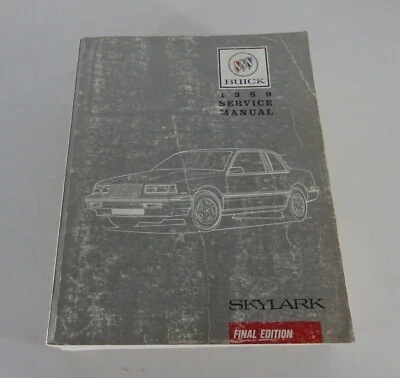 BUICK
1989
SERVICE
MANUAL
SKYLARK
FINAL EDITION